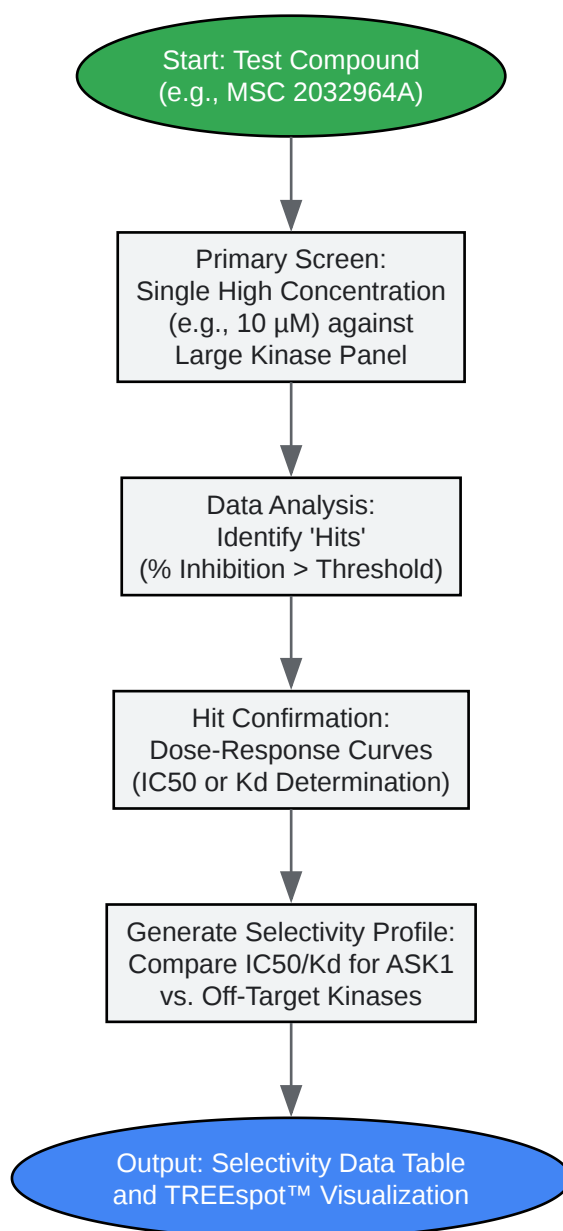 Start: Test Compound
(e.g., MSC 2032964A)
Primary Screen:
Single High Concentration
(e.g., 10 µM) against
Large Kinase Panel
Data Analysis:
Identify 'Hits'
(% Inhibition > Threshold)
Hit Confirmation:
Dose-Response Curves
(IC50 or Kd Determination)
Generate Selectivity Profile:
Compare IC50/Kd for ASK1
vs. Off-Target Kinases
Output: Selectivity Data Table
and TREEspot™ Visualization